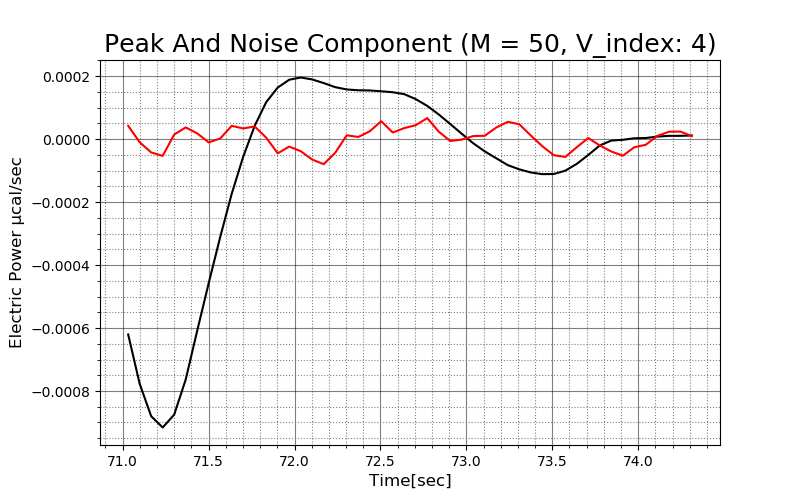 Peak And Noise Component (M = 50, V_index: 4)
0.0002
0.0000
−0.0002
−0.0004
−0.0006
−0.0008
Electric Power μcal/sec
71.0 71.5 72.0 72.5 73.0 73.5 74.0
Time[sec]